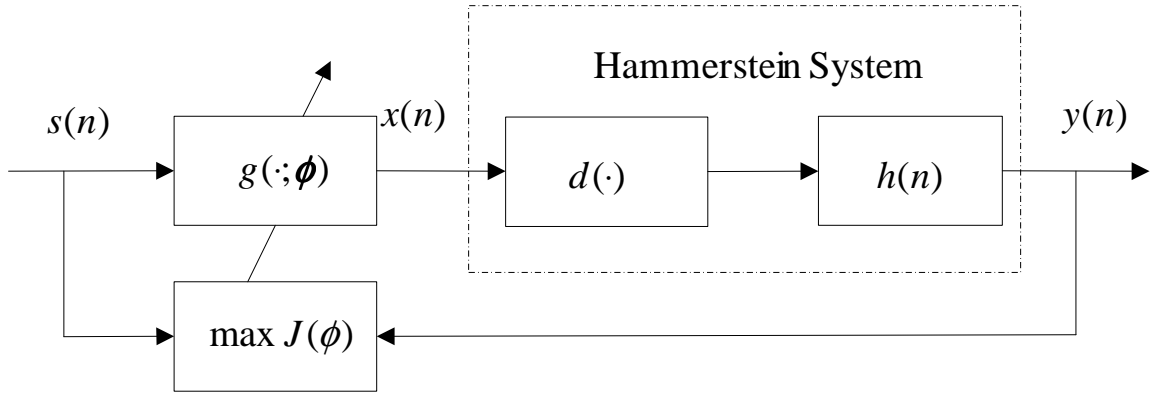 Hammerstein System
s(n)
x(n)
y(n)
g(·;ϕ)
d(·)
h(n)
max J(ϕ)